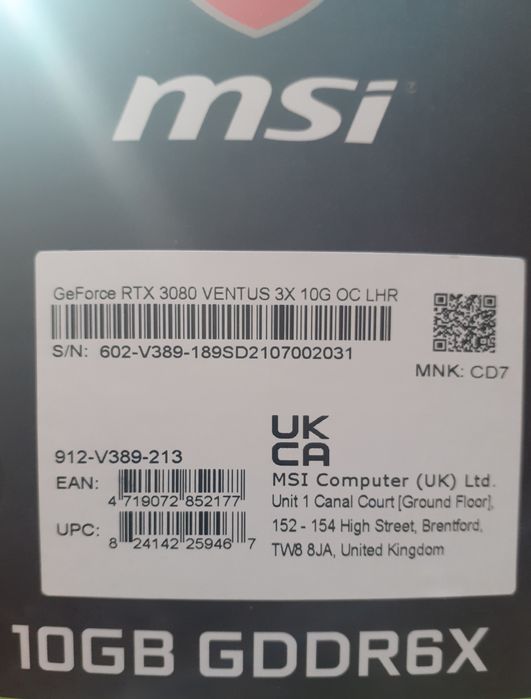 msi
GeForce RTX 3080 VENTUS 3X 10G OC LHR
S/N: 602-V389-189SD2107002031
MNK: CD7
912-V389-213
EAN: 4 719072 852177
UPC: 8 24142 25946 7
UK
CA
MSI Computer (UK) Ltd.
Unit 1 Canal Court [Ground Floor],
152 - 154 High Street, Brentford,
TW8 8JA, United Kingdom
10GB GDDR6X